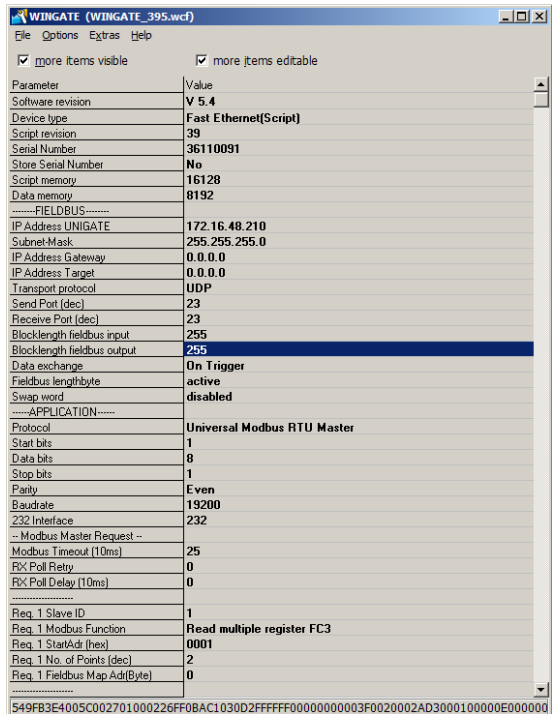 WINGATE (WINGATE_395.wcf)
File Options Extras Help
more items visible more items editable
Parameter Value
Software revision V 5.4
Device type Fast Ethernet(Script)
Script revision 39
Serial Number 36110091
Store Serial Number No
Script memory 16128
Data memory 8192
--------FIELDBUS--------
IP Address UNIGATE 172.16.48.210
Subnet-Mask 255.255.255.0
IP Address Gateway 0.0.0.0
IP Address Target 0.0.0.0
Transport protocol UDP
Send Port (dec) 23
Receive Port (dec) 23
Blocklength fieldbus input 255
Blocklength fieldbus output 255
Data exchange On Trigger
Fieldbus lengthbyte active
Swap word disabled
------APPLICATION------
Protocol Universal Modbus RTU Master
Start bits 1
Data bits 8
Stop bits 1
Parity Even
Baudrate 19200
232 Interface 232
-- Modbus Master Request --
Modbus Timeout (10ms) 25
RX Poll Retry 0
RX Poll Delay (10ms) 0
---------------------
Req. 1 Slave ID 1
Req. 1 Modbus Function Read multiple register FC3
Req. 1 StartAdr (hex) 0001
Req. 1 No. of Points (dec) 2
Req. 1 Fieldbus Map Adr(Byte) 0
---------------------
549FB3E4005C002701000226FF0BAC1030D2FFFFFF00000000003F0020002AD3000100000E000000